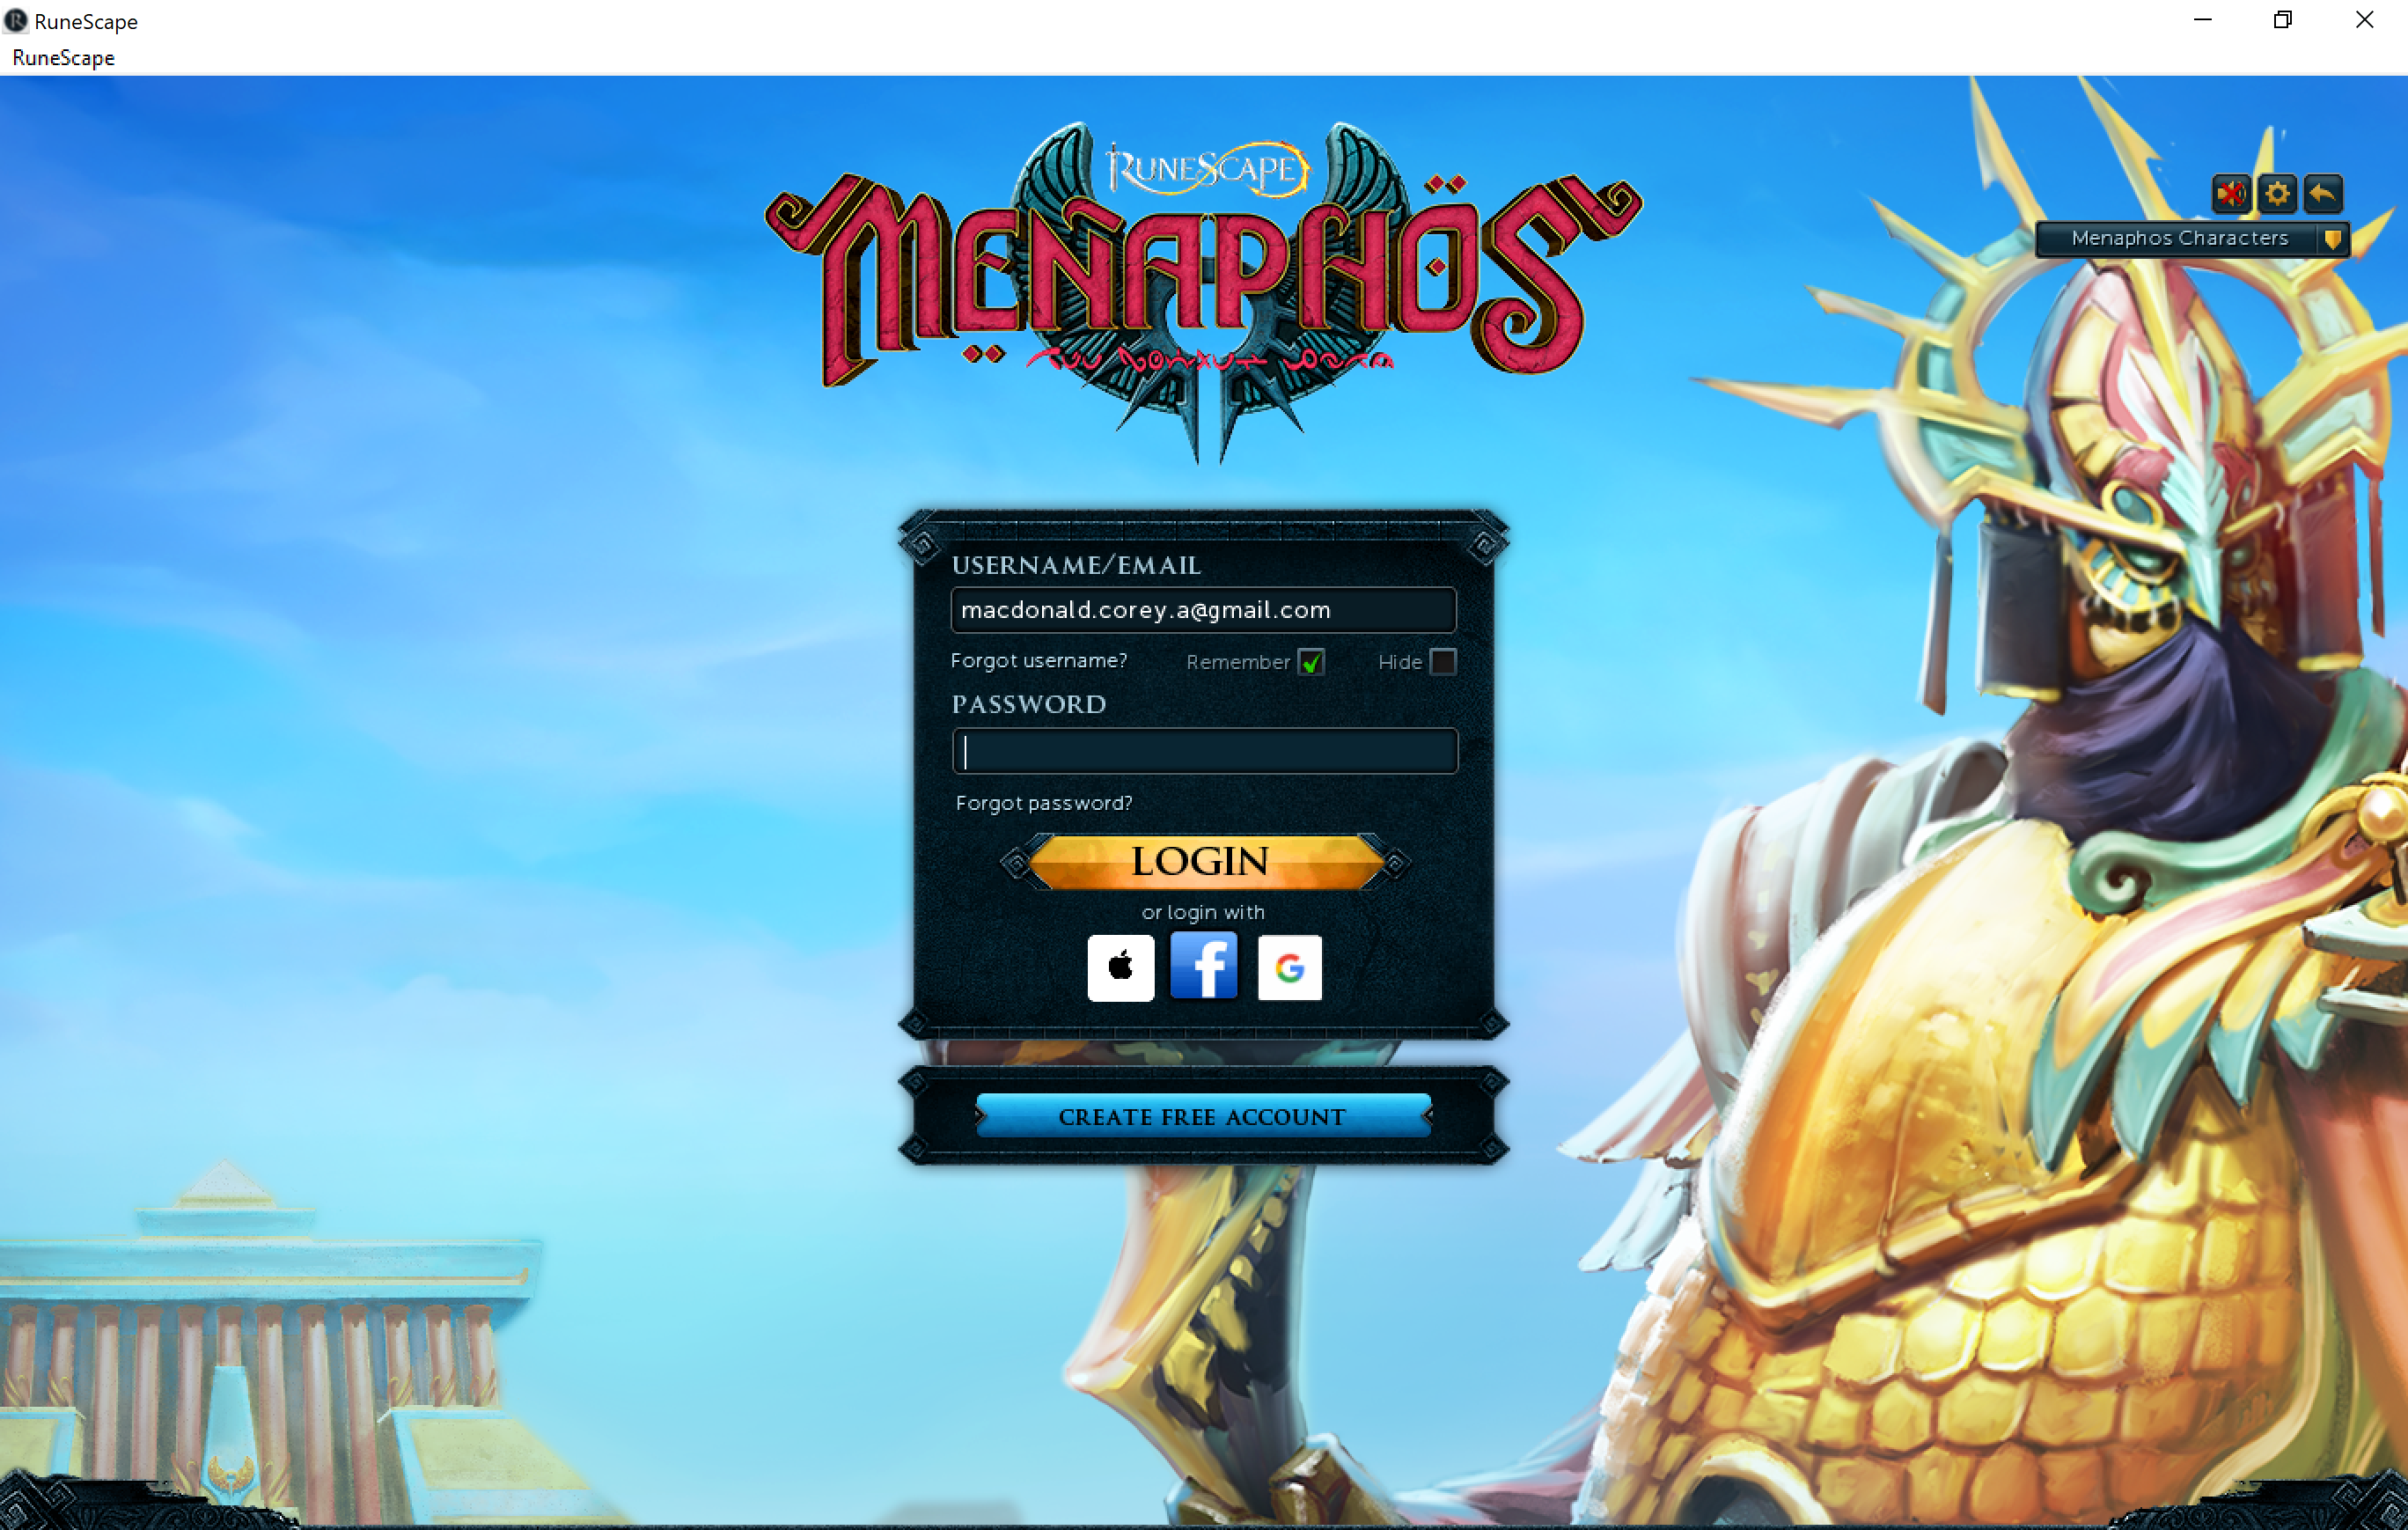 RuneScape
RuneScape
RUNESCAPE
MENAPHOS
Menaphos Characters
USERNAME/EMAIL
macdonald.corey.a@gmail.com
Forgot username?
Remember
Hide
PASSWORD
Forgot password?
LOGIN
or login with
CREATE FREE ACCOUNT